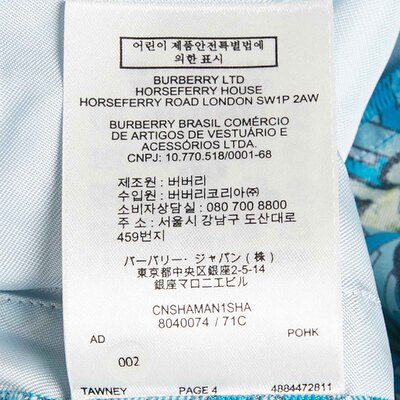 어린이 제품안전특별법에
의한 표시
BURBERRY LTD
HORSEFERRY HOUSE
HORSEFERRY ROAD LONDON SW1P 2AW
BURBERRY BRASIL COMÉRCIO
DE ARTIGOS DE VESTUÁRIO E
ACESSÓRIOS LTDA.
CNPJ: 10.770.518/0001-68
제조원 : 버버리
수입원 : 버버리코리아㈜
소비자상담실 : 080 700 8800
주 소 : 서울시 강남구 도산대로
459번지
バーバリー・ジャパン(株)
東京都中央区銀座2-5-14
銀座マロニエビル
CNSHAMAN1SHA
8040074 / 71C
AD POHK
002
TAWNEY PAGE 4 4884472811